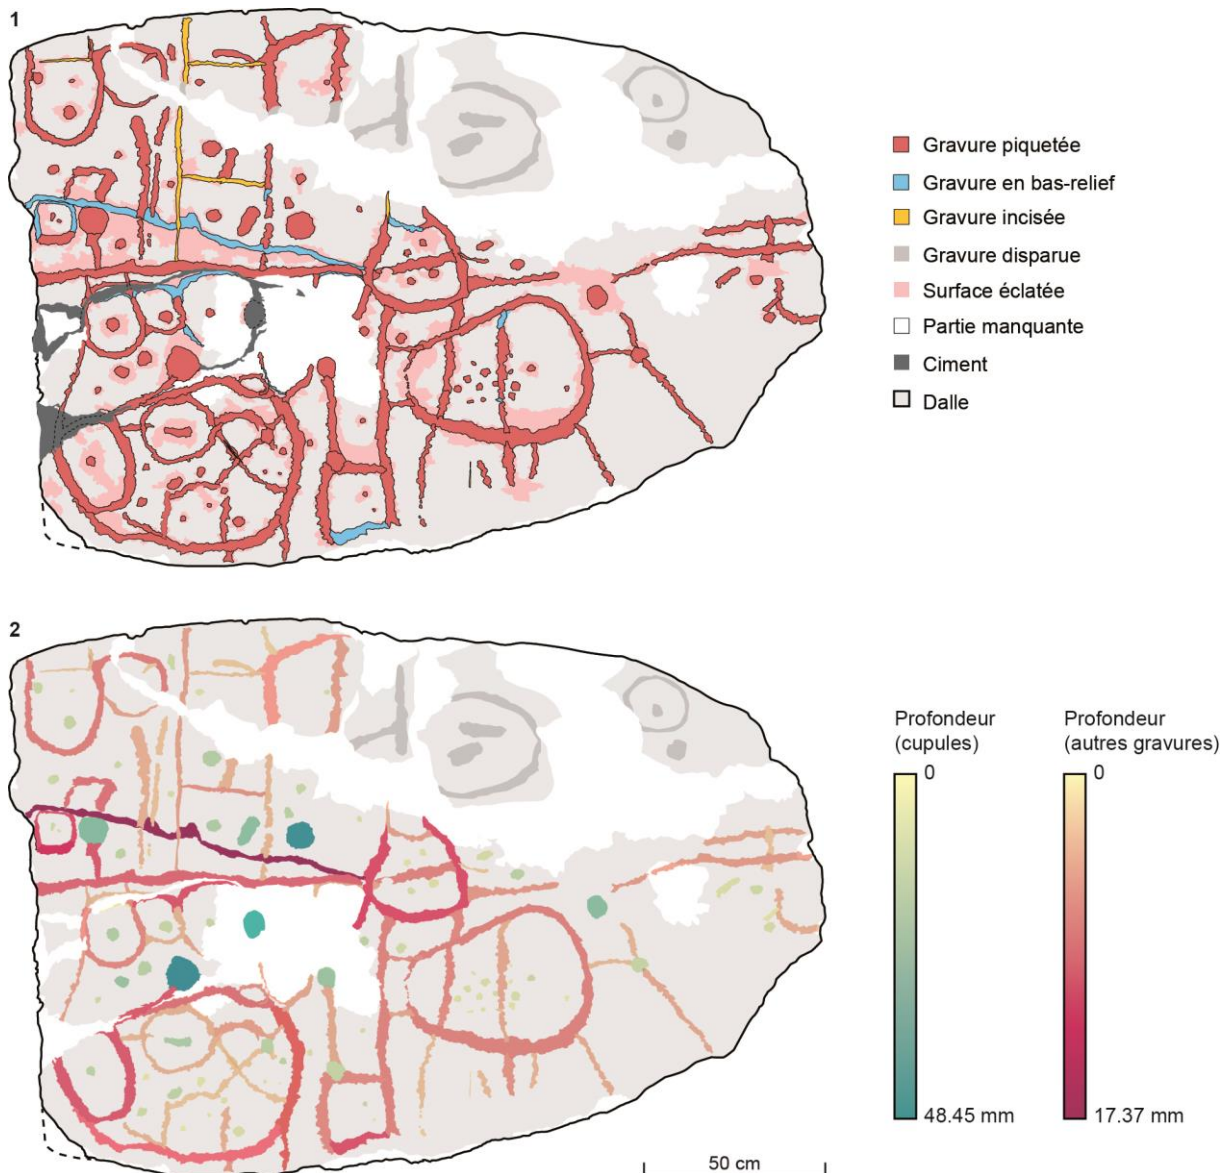 1
Gravure piquetée
Gravure en bas-relief
Gravure incisée
Gravure disparue
Surface éclatée
Partie manquante
Ciment
Dalle
2
Profondeur
(cupules)
0
48.45 mm
Profondeur
(autres gravures)
0
17.37 mm
50 cm